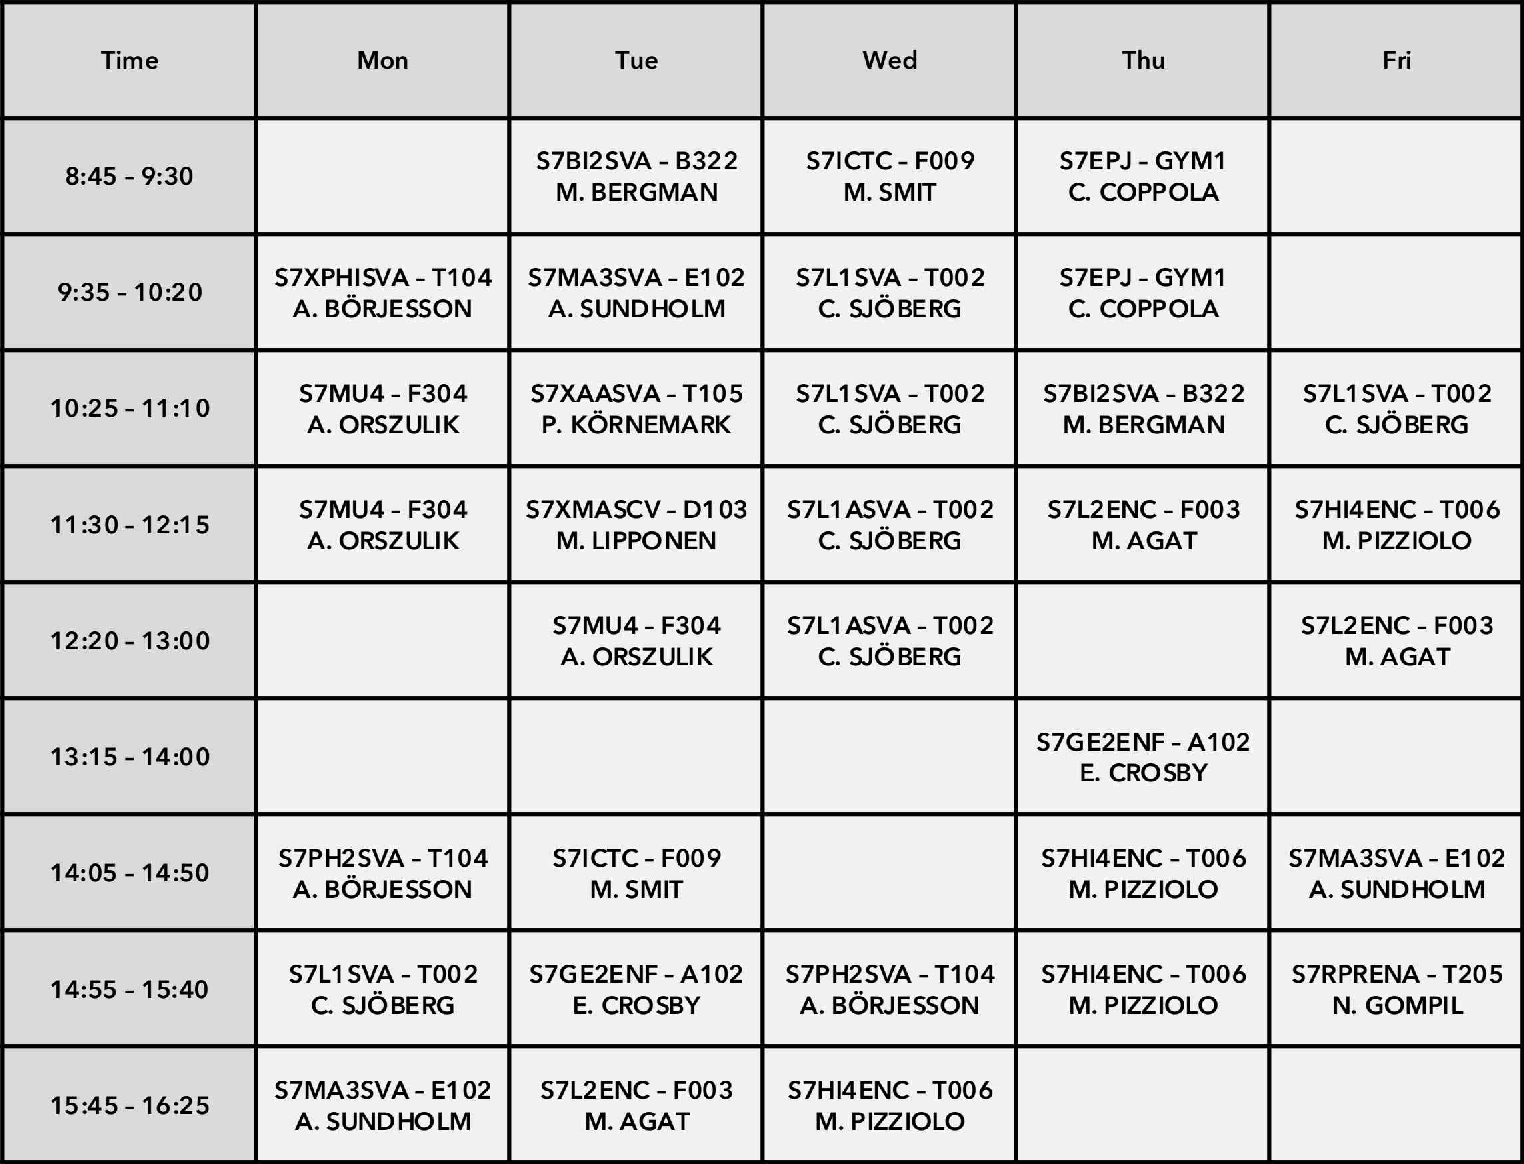 Time
Mon
Tue
Wed
Thu
Fri
8:45 – 9:30
S7BI2SVA – B322
M. BERGMAN
S7ICTC – F009
M. SMIT
S7EPJ – GYM1
C. COPPOLA
9:35 – 10:20
S7XPHISVA – T104
A. BÖRJESSON
S7MA3SVA – E102
A. SUNDHOLM
S7L1SVA – T002
C. SJÖBERG
S7EPJ – GYM1
C. COPPOLA
10:25 – 11:10
S7MU4 – F304
A. ORSZULIK
S7XAASVA – T105
P. KÖRNEMARK
S7L1SVA – T002
C. SJÖBERG
S7BI2SVA – B322
M. BERGMAN
S7L1SVA – T002
C. SJÖBERG
11:30 – 12:15
S7MU4 – F304
A. ORSZULIK
S7XMASCV – D103
M. LIPPONEN
S7L1ASVA – T002
C. SJÖBERG
S7L2ENC – F003
M. AGAT
S7HI4ENC – T006
M. PIZZIOLO
12:20 – 13:00
S7MU4 – F304
A. ORSZULIK
S7L1ASVA – T002
C. SJÖBERG
S7L2ENC – F003
M. AGAT
13:15 – 14:00
S7GE2ENF – A102
E. CROSBY
14:05 – 14:50
S7PH2SVA – T104
A. BÖRJESSON
S7ICTC – F009
M. SMIT
S7HI4ENC – T006
M. PIZZIOLO
S7MA3SVA – E102
A. SUNDHOLM
14:55 – 15:40
S7L1SVA – T002
C. SJÖBERG
S7GE2ENF – A102
E. CROSBY
S7PH2SVA – T104
A. BÖRJESSON
S7HI4ENC – T006
M. PIZZIOLO
S7RPRENA – T205
N. GOMPIL
15:45 – 16:25
S7MA3SVA – E102
A. SUNDHOLM
S7L2ENC – F003
M. AGAT
S7HI4ENC – T006
M. PIZZIOLO